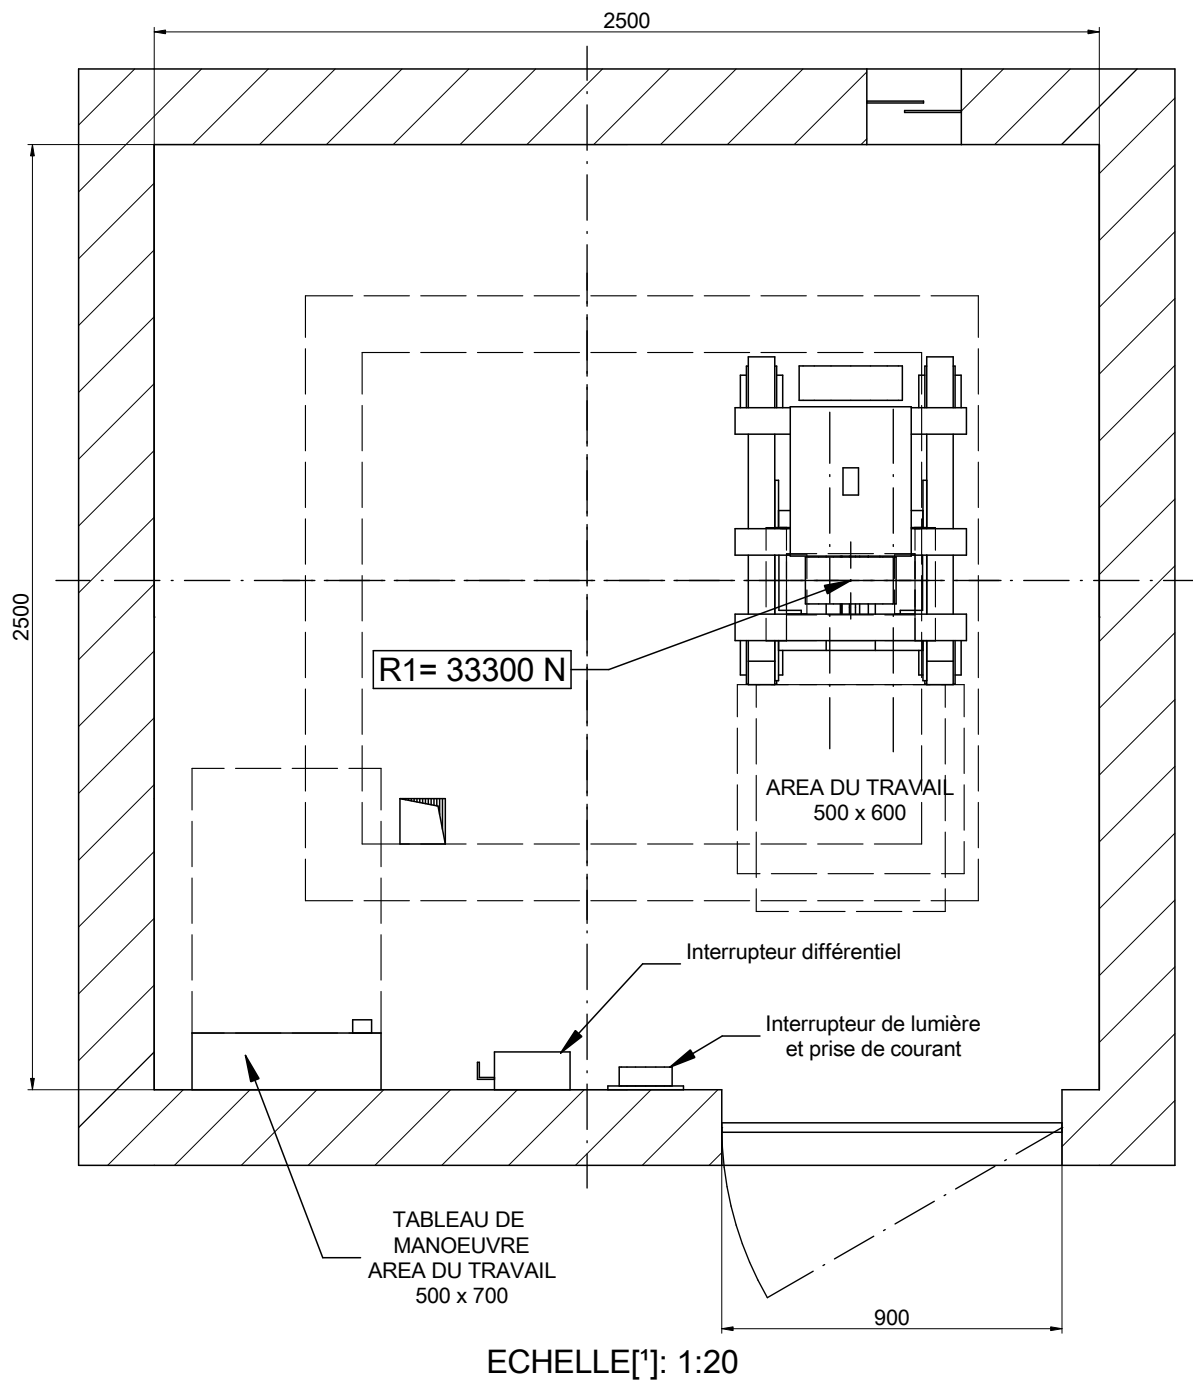 2500
2500
R1= 33300 N
AREA DU TRAVAIL
500 x 600
Interrupteur différentiel
Interrupteur de lumière
et prise de courant
TABLEAU DE
MANOEUVRE
AREA DU TRAVAIL
500 x 700
900
ECHELLE[¹]: 1:20